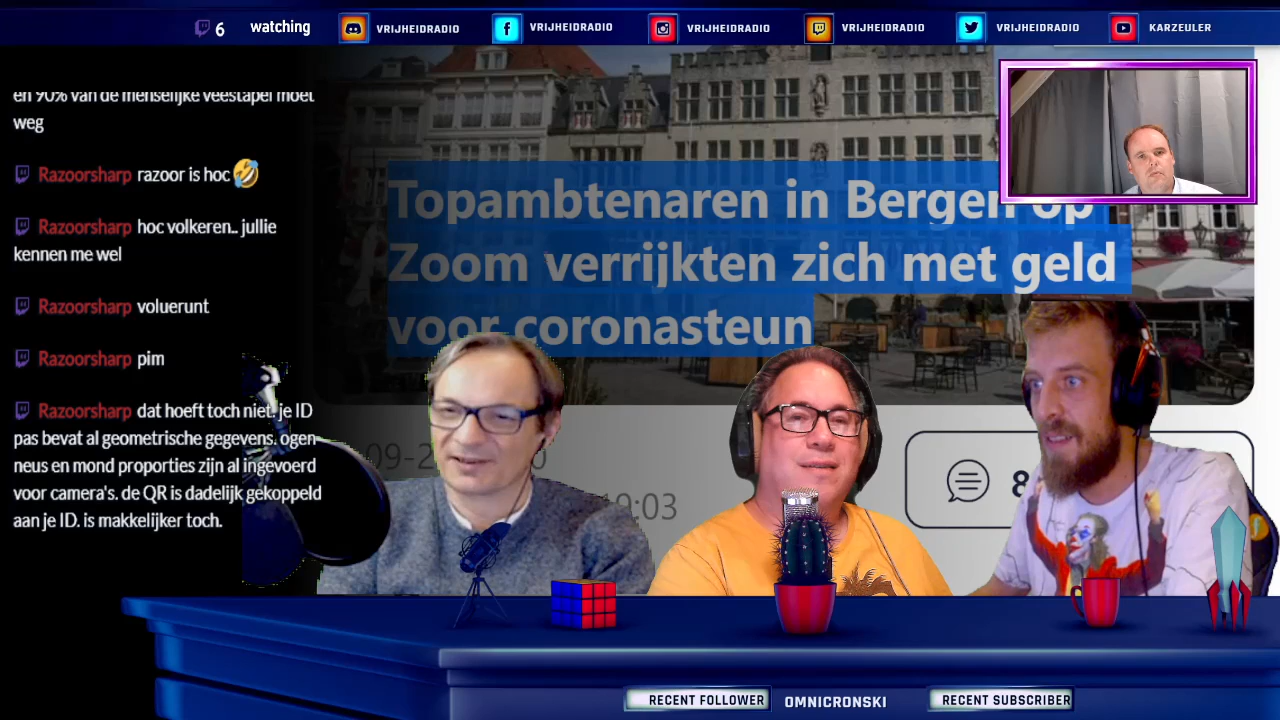 6 watching
VRIJHEIDRADIO
VRIJHEIDRADIO
VRIJHEIDRADIO
VRIJHEIDRADIO
VRIJHEIDRADIO
KARZEULER
en 90% van de menselijke veestapel moet
weg
Razoorsharp razoor is hoc 🤣
Razoorsharp hoc volkeren.. jullie
kennen me wel
Razoorsharp voluerunt
Razoorsharp pim
Razoorsharp dat hoeft toch niet. je ID
pas bevat al geometrische gegevens. ogen
neus en mond proporties zijn al ingevoerd
voor camera's. de QR is dadelijk gekoppeld
aan je ID. is makkelijker toch.
Topambtenaren in Bergen op
Zoom verrijkten zich met geld
voor coronasteun
RECENT FOLLOWER
OMNICRONSKI
RECENT SUBSCRIBER